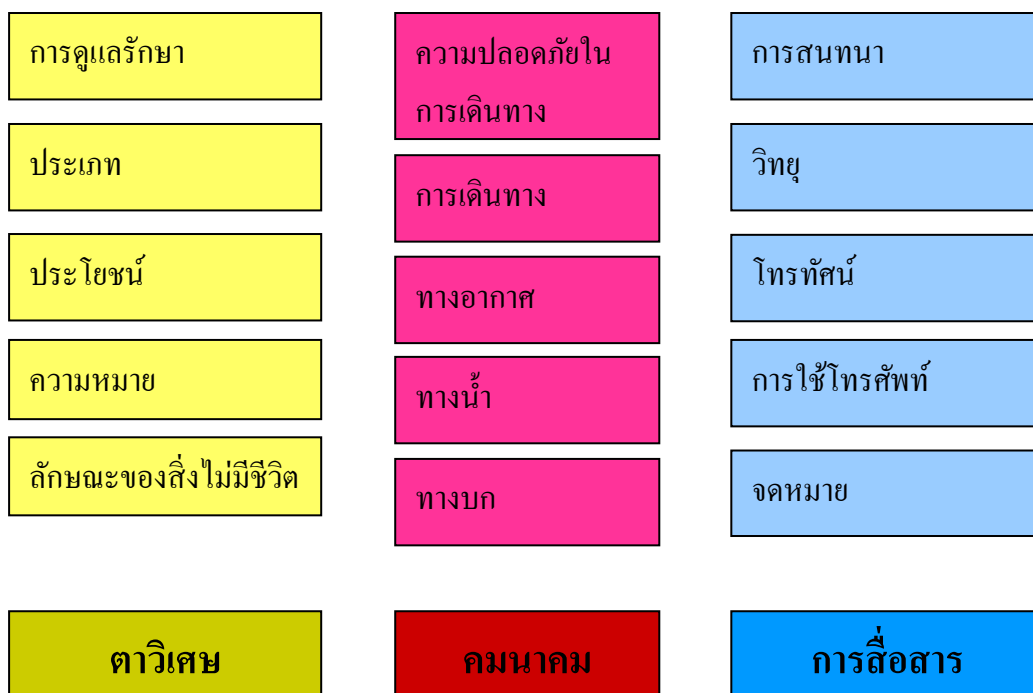 การดูแลรักษา
ประเภท
ประโยชน์
ความหมาย
ลักษณะของสิ่งไม่มีชีวิต
ตาวิเศษ
ความปลอดภัยใน
การเดินทาง
การเดินทาง
ทางอากาศ
ทางน้ำ
ทางบก
คมนาคม
การสนทนา
วิทยุ
โทรทัศน์
การใช้โทรศัพท์
จดหมาย
การสื่อสาร